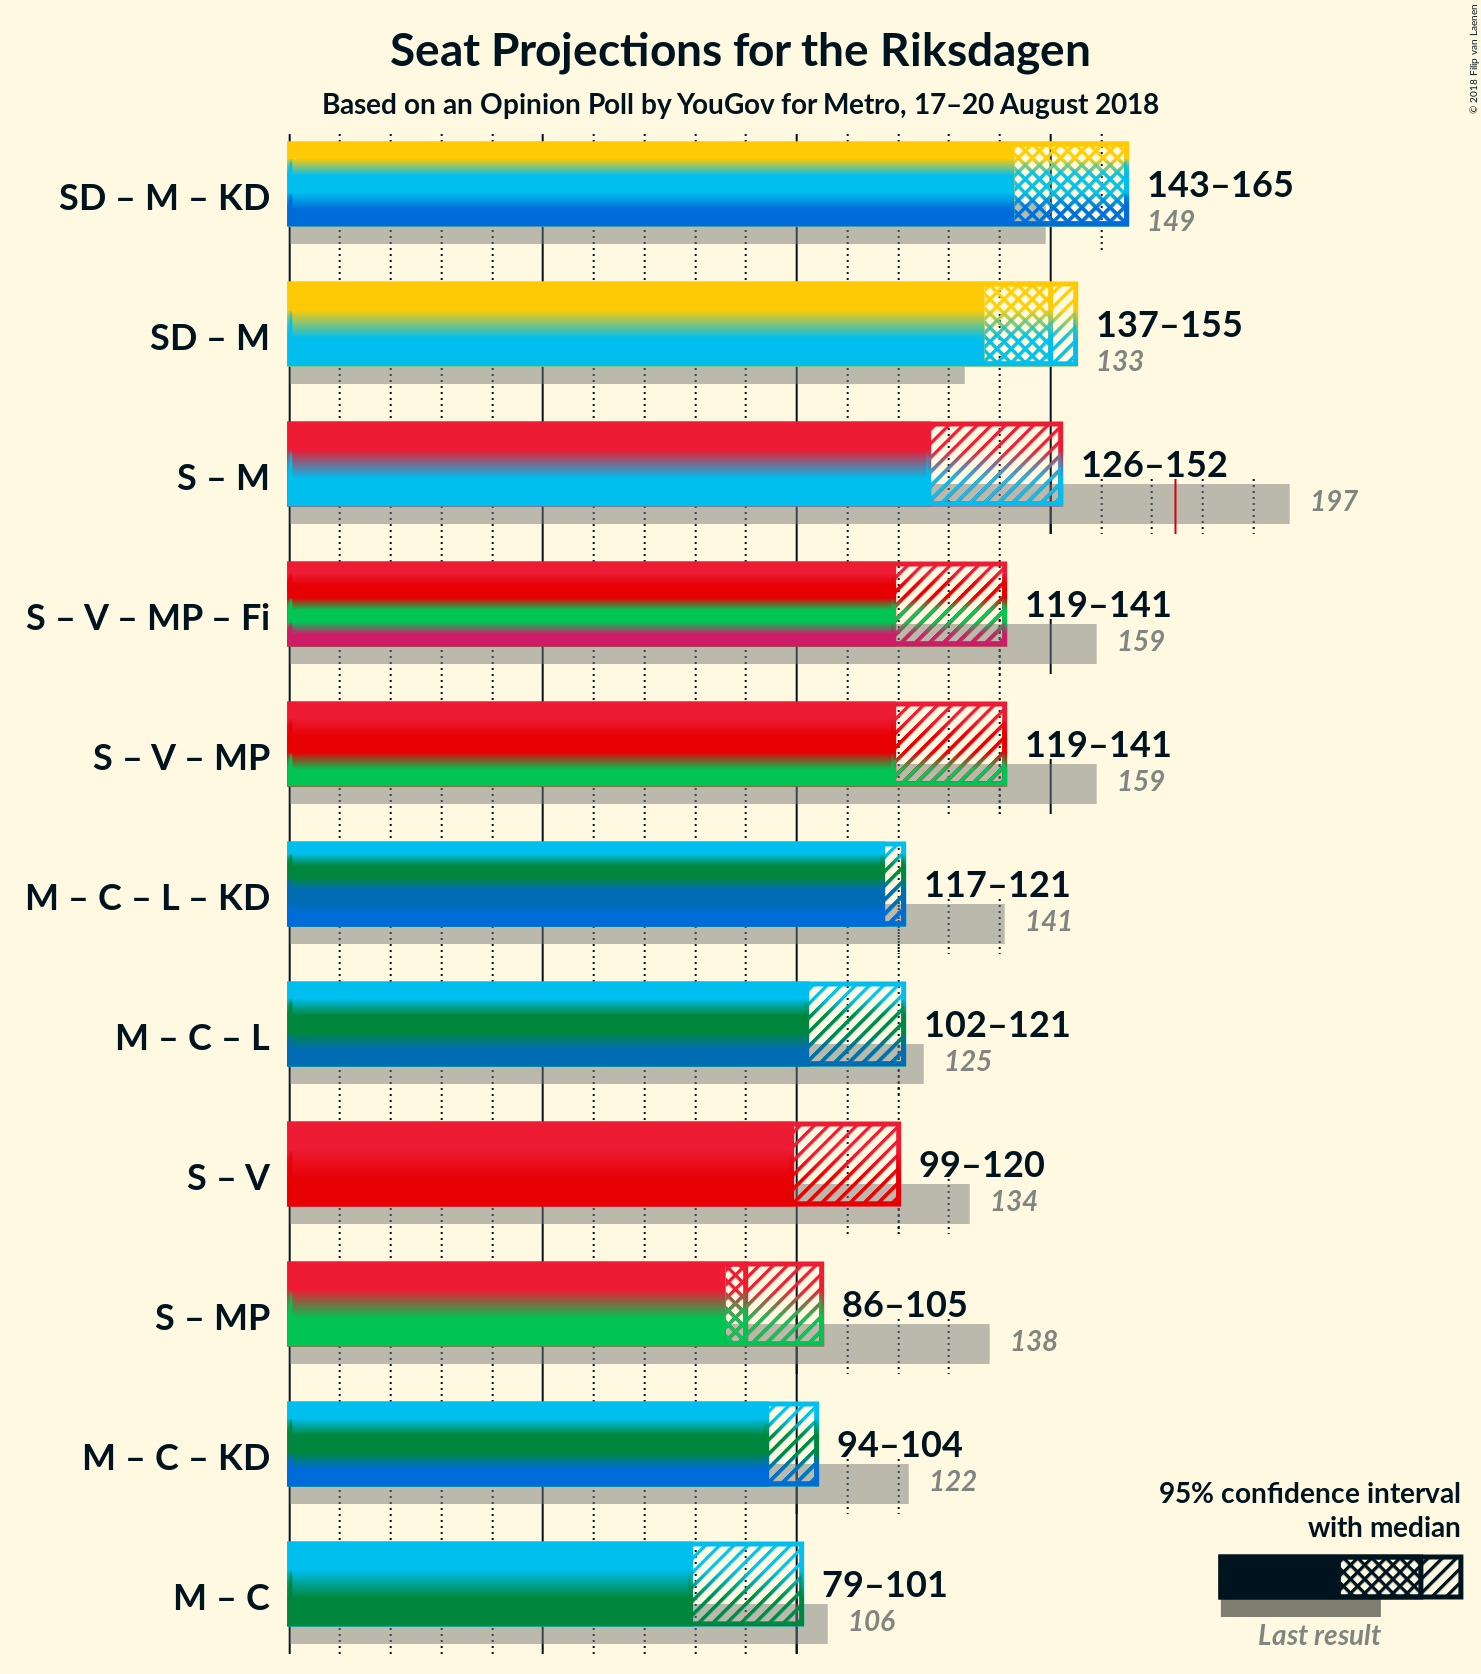 Seat Projections for the Riksdagen
Based on an Opinion Poll by YouGov for Metro, 17–20 August 2018
© 2018 Filip van Laenen
SD – M – KD
143–165
149
SD – M
137–155
133
S – M
126–152
197
S – V – MP – Fi
119–141
159
S – V – MP
119–141
159
M – C – L – KD
117–121
141
M – C – L
102–121
125
S – V
99–120
134
S – MP
86–105
138
M – C – KD
94–104
122
M – C
79–101
106
95% confidence interval
with median
Last result